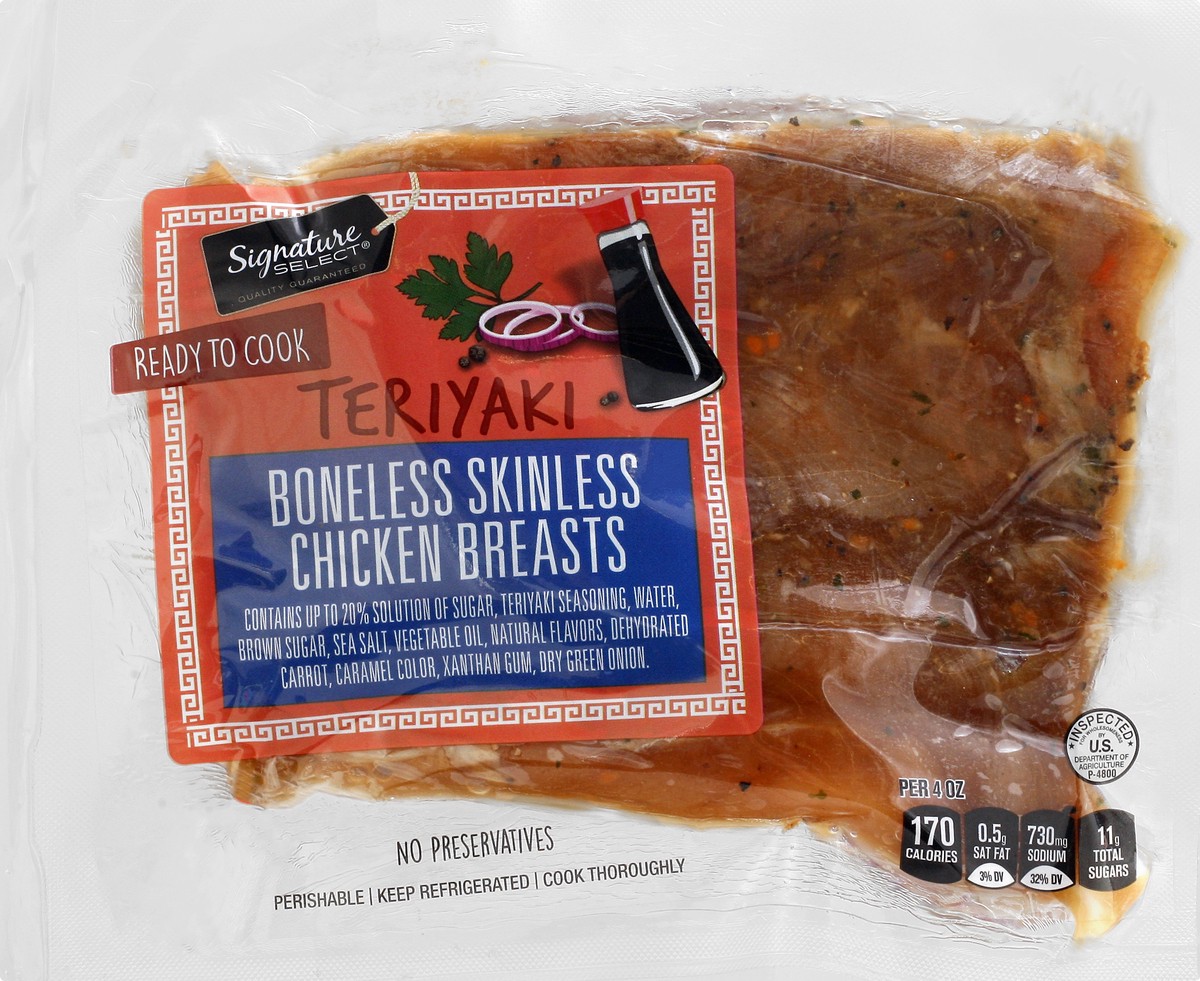 Signature
SELECT®
QUALITY GUARANTEED
READY TO COOK
TERIYAKI
BONELESS SKINLESS
CHICKEN BREASTS
CONTAINS UP TO 20% SOLUTION OF SUGAR, TERIYAKI SEASONING, WATER,
BROWN SUGAR, SEA SALT, VEGETABLE OIL, NATURAL FLAVORS, DEHYDRATED
CARROT, CARAMEL COLOR, XANTHAN GUM, DRY GREEN ONION.
INSPECTED
FOR WHOLESOMENESS
BY
U.S.
DEPARTMENT OF
AGRICULTURE
P-4800
PER 4 OZ
170
CALORIES
0.5g
SAT FAT
3% DV
730mg
SODIUM
32% DV
11g
TOTAL
SUGARS
NO PRESERVATIVES
PERISHABLE | KEEP REFRIGERATED | COOK THOROUGHLY